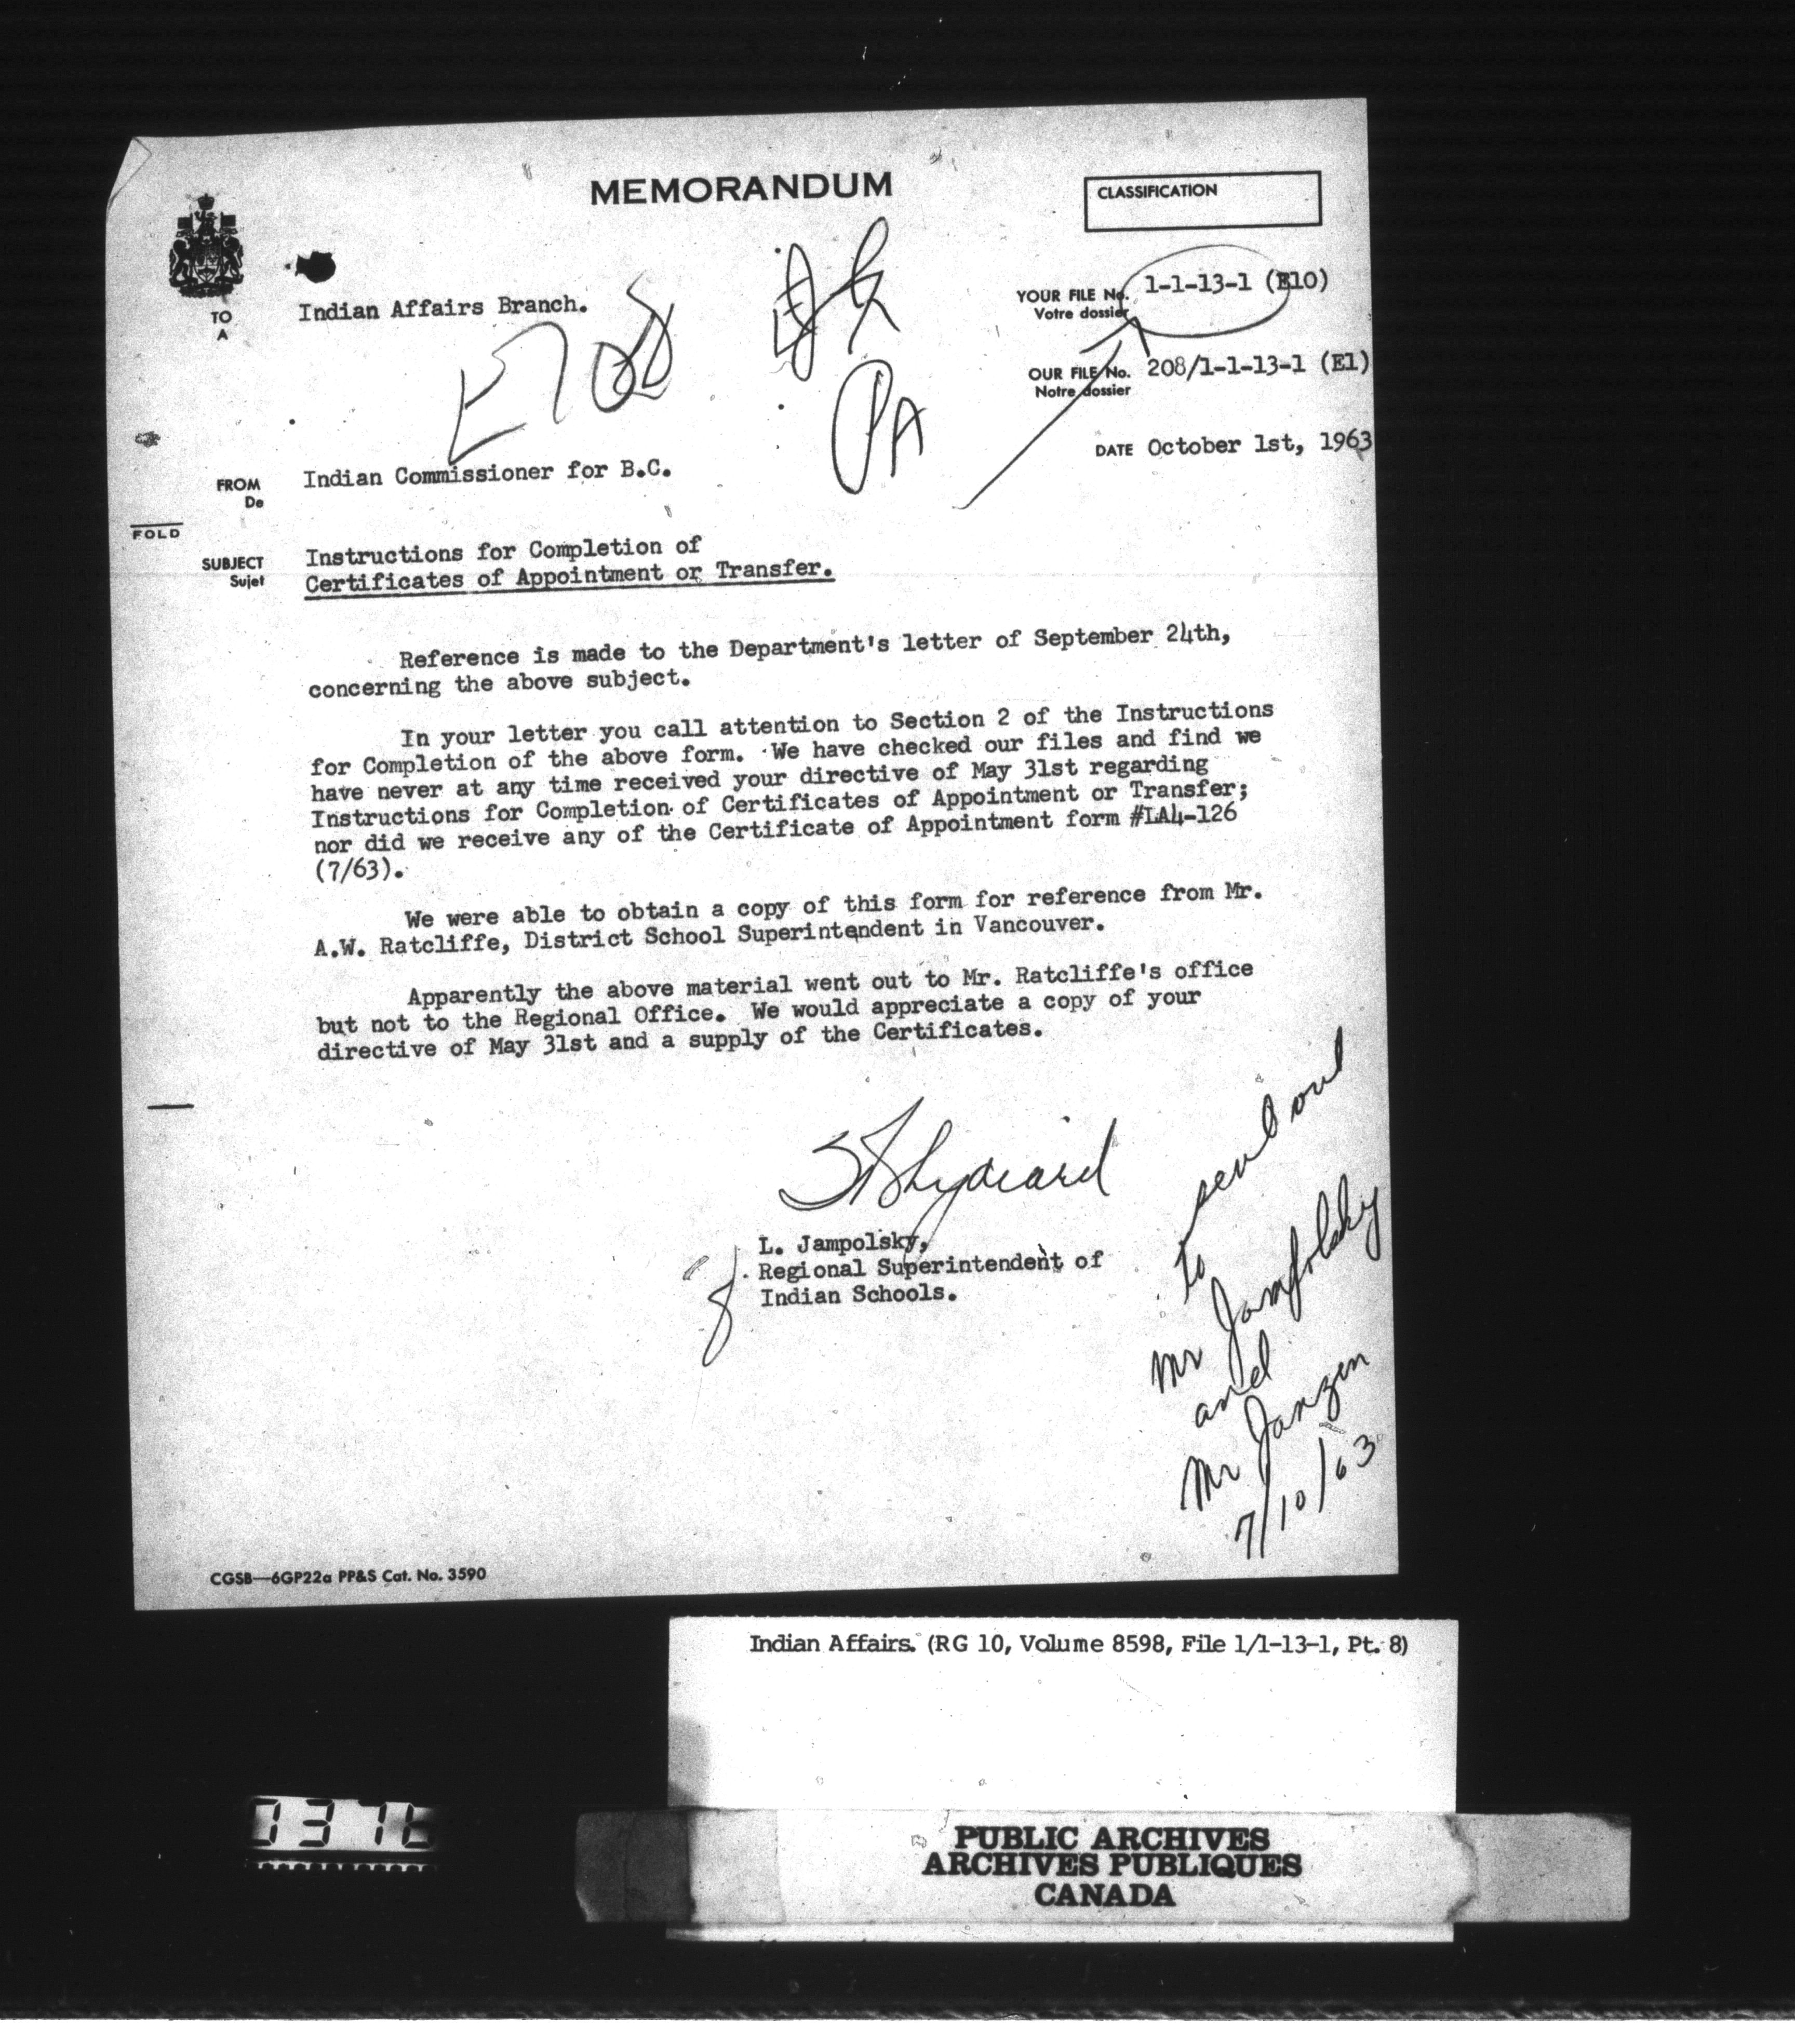 MEMORANDUM
CLASSIFICATION
YOUR FILE No. 1-1-13-1 (E10)
Votre dossier
TO Indian Affairs Branch.
A
OUR FILE No. 208/1-1-13-1 (E1)
Notre dossier
PA
DATE October 1st, 1963
FROM Indian Commissioner for B.C.
De
FOLD
SUBJECT Instructions for Completion of
Sujet Certificates of Appointment or Transfer.
Reference is made to the Department's letter of September 24th,
concerning the above subject.
In your letter you call attention to Section 2 of the Instructions
for Completion of the above form. We have checked our files and find we
have never at any time received your directive of May 31st regarding
Instructions for Completion of Certificates of Appointment or Transfer;
nor did we receive any of the Certificate of Appointment form #IA4-126
(7/63).
We were able to obtain a copy of this form for reference from Mr.
A.W. Ratcliffe, District School Superintendent in Vancouver.
Apparently the above material went out to Mr. Ratcliffe's office
but not to the Regional Office. We would appreciate a copy of your
directive of May 31st and a supply of the Certificates.
L. Jampolsky,
Regional Superintendent of
Indian Schools.
sent out
to
Mr Jampolsky
and
Mr Janzen
7/10/63
CGSB—6GP22a PP&S Cat. No. 3590
Indian Affairs. (RG 10, Volume 8598, File 1/1-13-1, Pt. 8)
PUBLIC ARCHIVES
ARCHIVES PUBLIQUES
CANADA